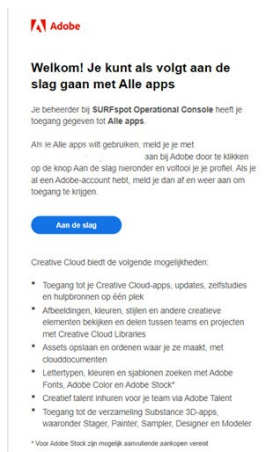 Adobe
Welkom! Je kunt als volgt aan de
slag gaan met Alle apps
Je beheerder bij SURFspot Operational Console heeft je
toegang gegeven tot Alle apps.
Als je Alle apps wilt gebruiken, meld je je met
aan bij Adobe door te klikken
op de knop Aan de slag hieronder en voltooi je je profiel. Als je
al een Adobe-account hebt, meld je dan af en weer aan om
toegang te krijgen.
Aan de slag
Creative Cloud biedt de volgende mogelijkheden:
* Toegang tot je Creative Cloud-apps, updates, zelfstudies
en hulpbronnen op één plek
* Afbeeldingen, kleuren, stijlen en andere creatieve
elementen bekijken en delen tussen teams en projecten
met Creative Cloud Libraries
* Assets opslaan en ordenen waar je ze maakt, met
clouddocumenten
* Lettertypen, kleuren en sjablonen zoeken met Adobe
Fonts, Adobe Color en Adobe Stock*
* Creatief talent inhuren voor je team via Adobe Talent
* Toegang tot de verzameling Substance 3D-apps,
waaronder Stager, Painter, Sampler, Designer en Modeler
* Voor Adobe Stock zijn mogelijk aanvullende aankopen vereist